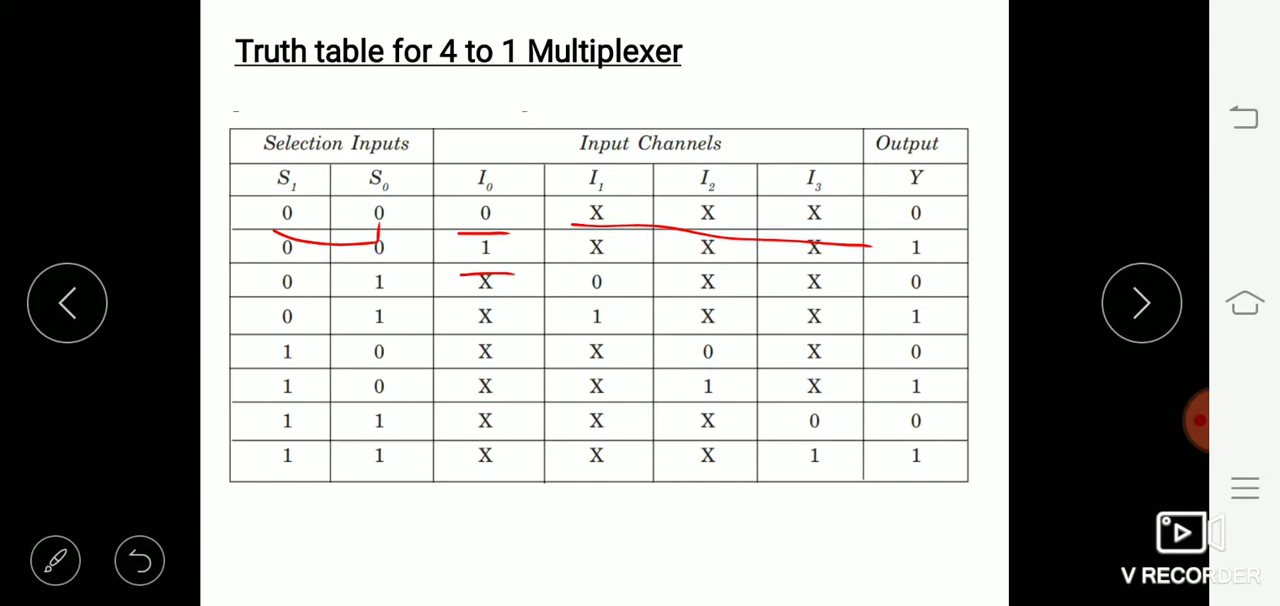 Truth table for 4 to 1 Multiplexer
Selection Inputs Input Channels Output
S₁ S₀ I₀ I₁ I₂ I₃ Y
0 0 0 X X X 0
0 0 1 X X X 1
0 1 X 0 X X 0
0 1 X 1 X X 1
1 0 X X 0 X 0
1 0 X X 1 X 1
1 1 X X X 0 0
1 1 X X X 1 1
V RECORDER